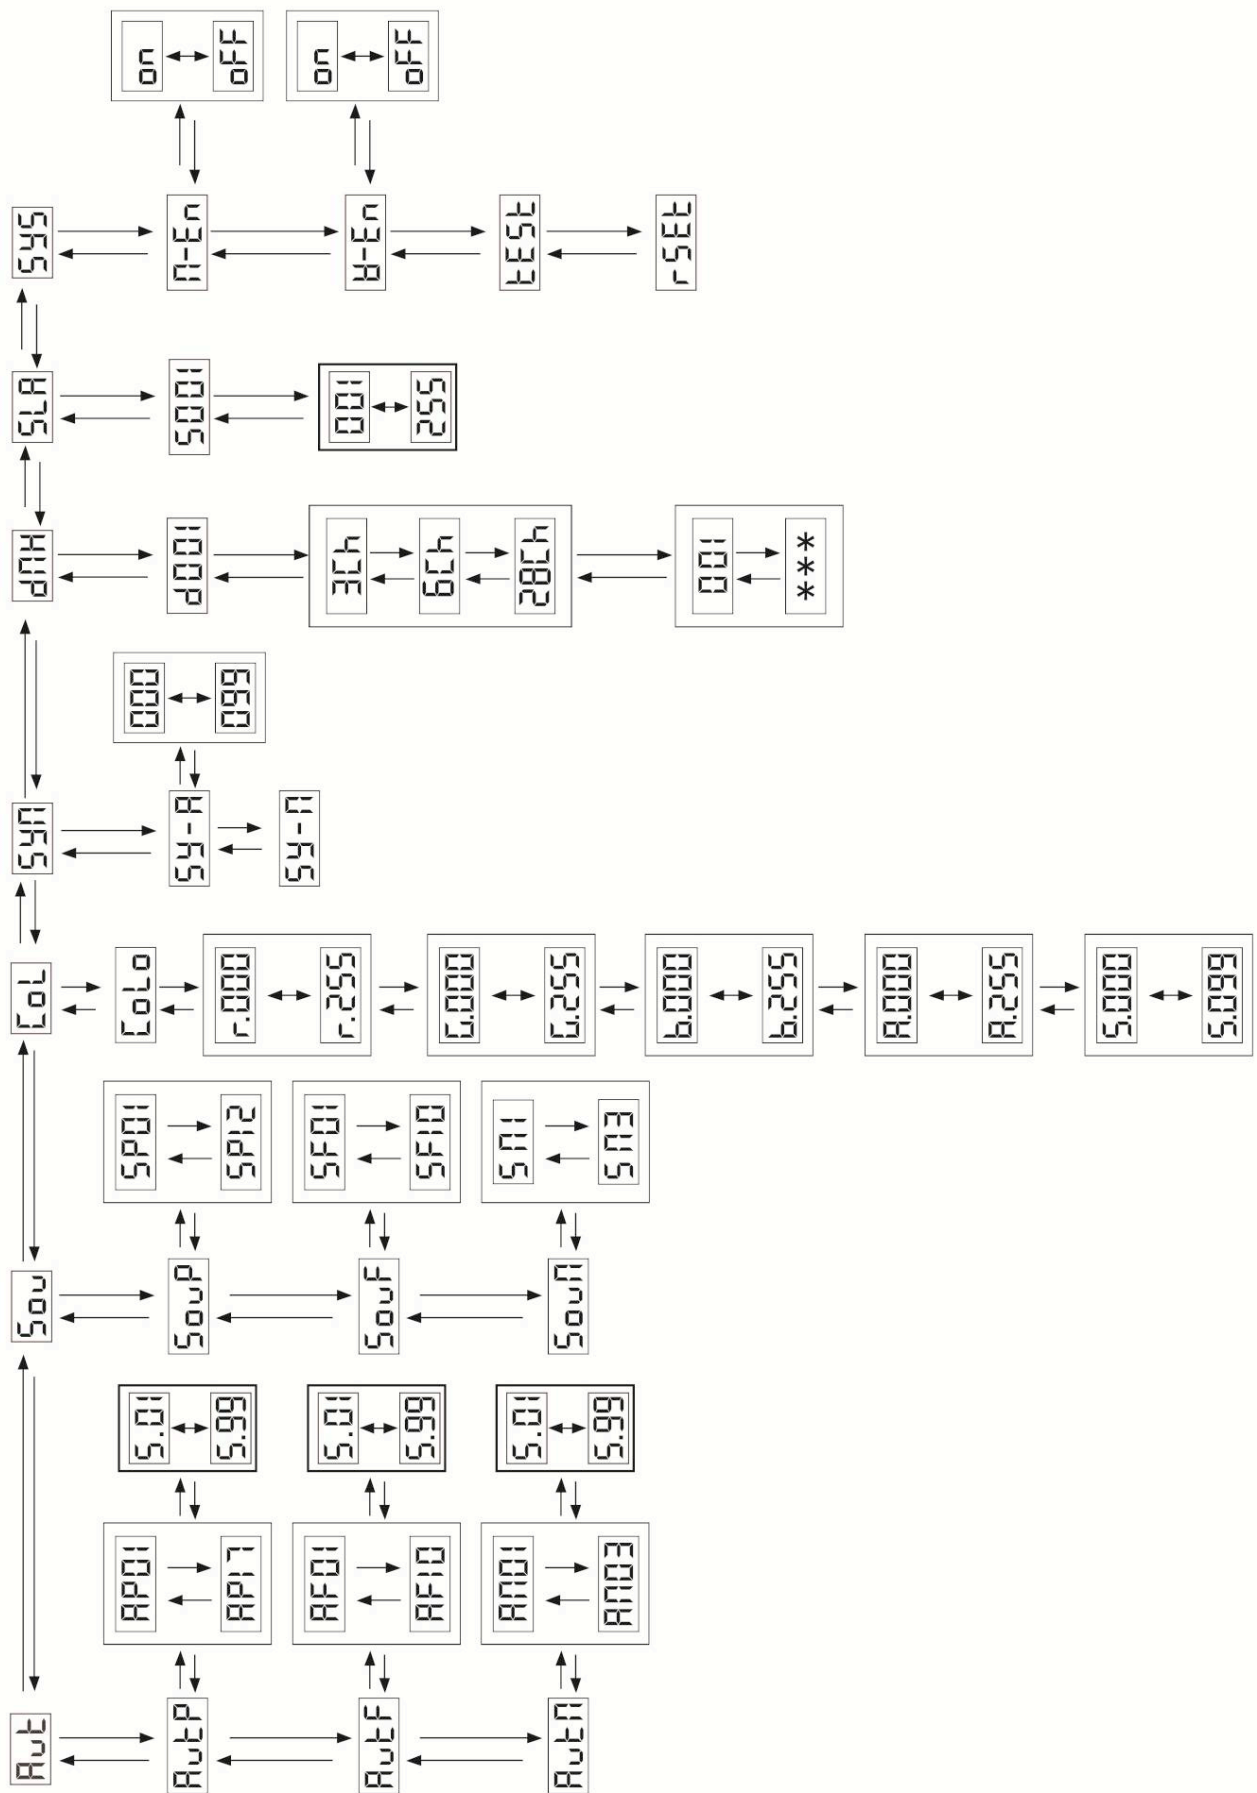 Aut
AutP
AP01
AP17
S.01
S.99
AutF
AF01
AF10
S.01
S.99
AutM
AM01
AM03
S.01
S.99
Sou
SouP
SP01
SP12
SouF
SF01
SF10
SouM
SM1
SM3
CoL
CoLo
r.000
r.255
G.000
G.255
b.000
b.255
A.000
A.255
S.000
S.099
SYM
SY-A
000
099
SY-M
dMX
d001
3Ch
6Ch
28Ch
001
***
SLA
S001
001
255
SYS
M-En
on
oFF
on
oFF
tESt
rSEt